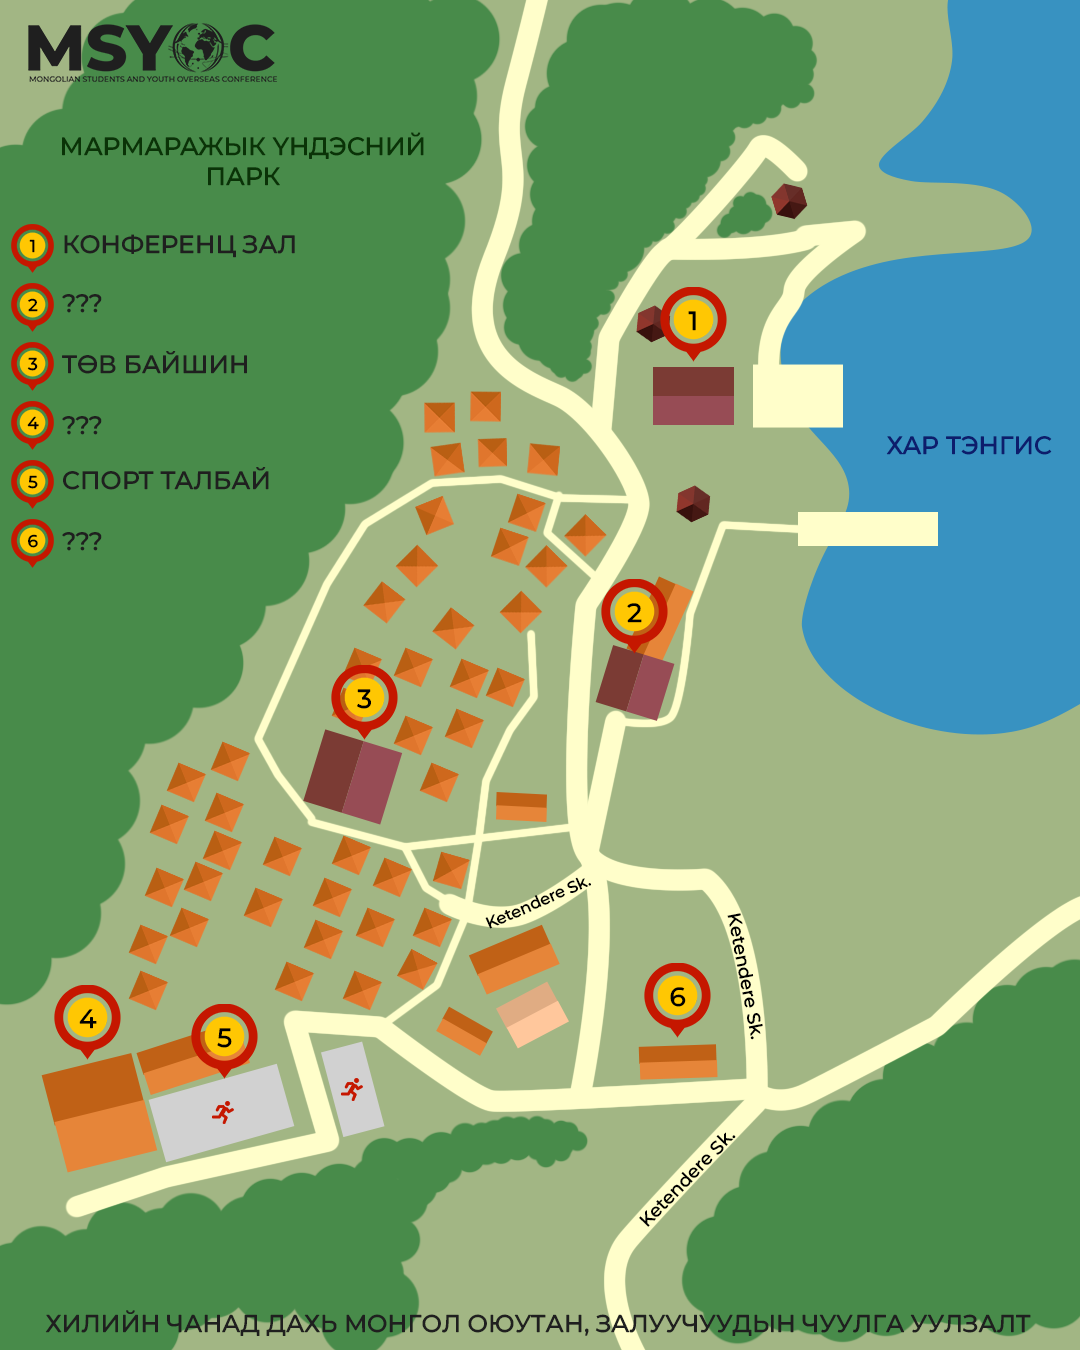 MSYOC
MONGOLIAN STUDENTS AND YOUTH OVERSEAS CONFERENCE
МАРМАРАЖЫК ҮНДЭСНИЙ
ПАРК
1 КОНФЕРЕНЦ ЗАЛ
2 ???
3 ТӨВ БАЙШИН
4 ???
5 СПОРТ ТАЛБАЙ
6 ???
1
ХАР ТЭНГИС
2
3
Ketendere Sk.
Ketendere Sk.
6
4
5
Ketendere Sk.
ХИЛИЙН ЧАНАД ДАХЬ МОНГОЛ ОЮУТАН, ЗАЛУУЧУУДЫН ЧУУЛГА УУЛЗАЛТ